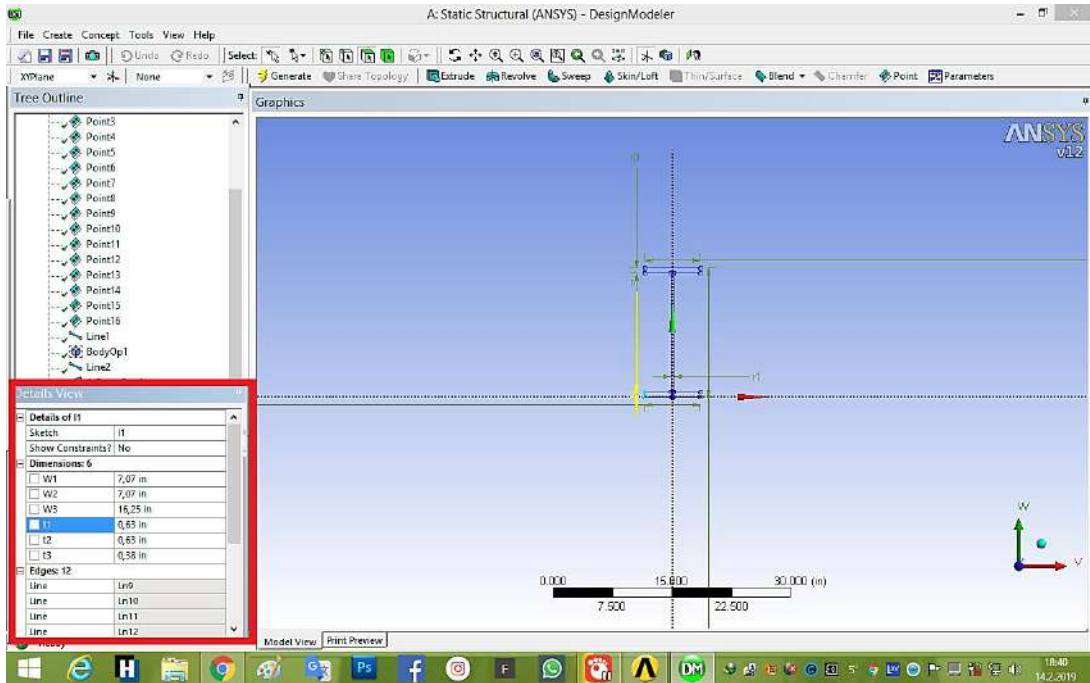 A: Static Structural (ANSYS) - DesignModeler
File Create Concept Tools View Help
Undo Redo Select:
XYPlane None Generate Share Topology Extrude Revolve Sweep Skin/Loft Thin/Surface Blend Chamfer Point Parameters
Tree Outline
Graphics
Point3
Point4
Point5
Point6
Point7
Point8
Point9
Point10
Point11
Point12
Point13
Point14
Point15
Point16
Line1
BodyOp1
Line2
ANSYS
v12
Details View
Details of I1
Sketch I1
Show Constraints? No
Dimensions: 6
W1 7,07 in
W2 7,07 in
W3 16,25 in
t1 0,63 in
t2 0,63 in
t3 0,38 in
Edges: 12
Line Ln9
Line Ln10
Line Ln11
Line Ln12
W
V
0.000 15.000 30.000 (in)
7.500 22.500
Ready
Model View Print Preview
18:40
14.2.2019